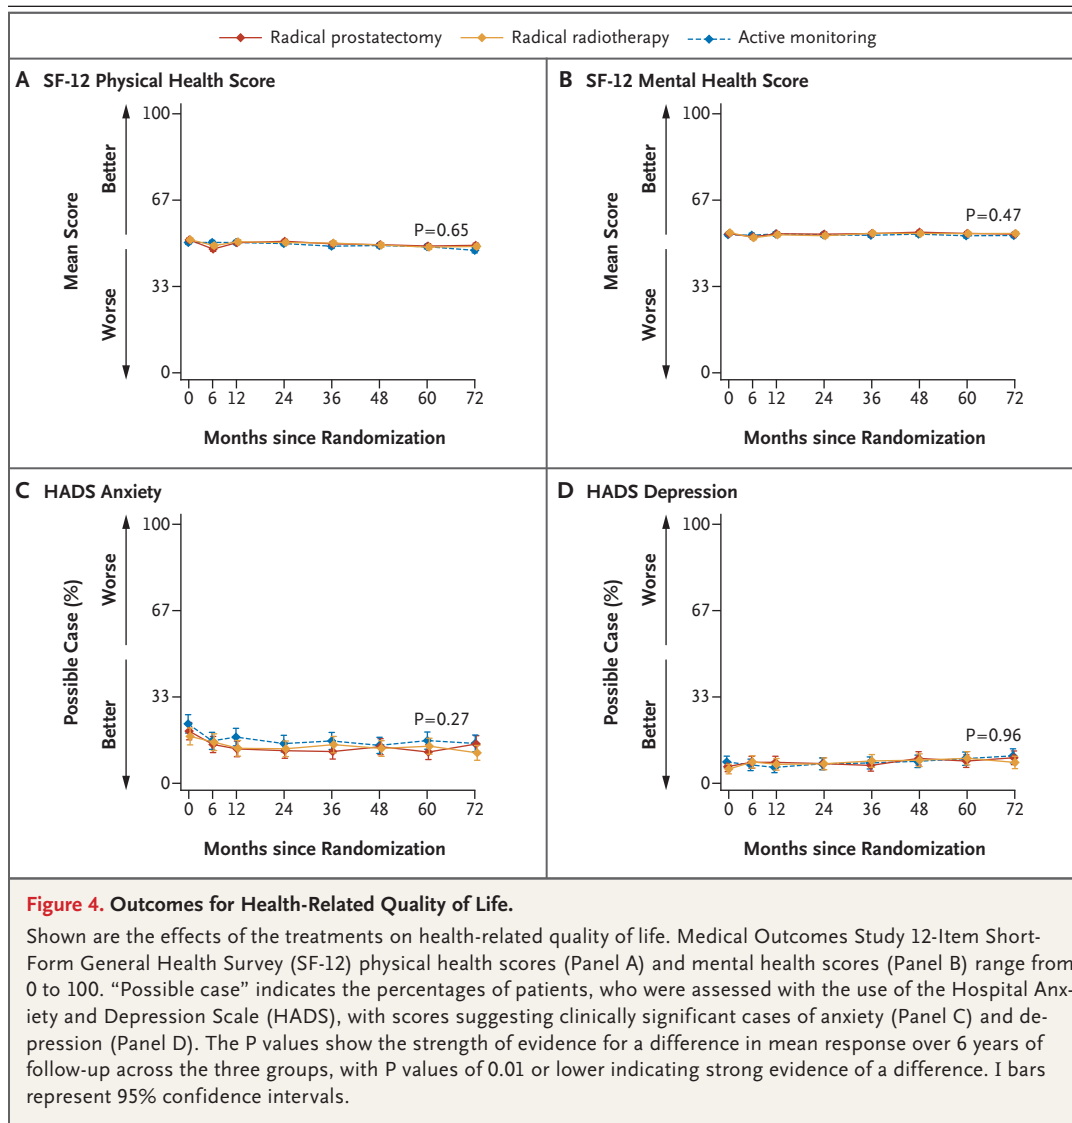 Radical prostatectomy Radical radiotherapy Active monitoring
A SF-12 Physical Health Score
100
67
33
0
Better
Worse
Mean Score
P=0.65
0 6 12 24 36 48 60 72
Months since Randomization
B SF-12 Mental Health Score
100
67
33
0
Better
Worse
Mean Score
P=0.47
0 6 12 24 36 48 60 72
Months since Randomization
C HADS Anxiety
100
67
33
0
Worse
Better
Possible Case (%)
P=0.27
0 6 12 24 36 48 60 72
Months since Randomization
D HADS Depression
100
67
33
0
Worse
Better
Possible Case (%)
P=0.96
0 6 12 24 36 48 60 72
Months since Randomization
Figure 4. Outcomes for Health-Related Quality of Life.
Shown are the effects of the treatments on health-related quality of life. Medical Outcomes Study 12-Item Short-
Form General Health Survey (SF-12) physical health scores (Panel A) and mental health scores (Panel B) range from
0 to 100. “Possible case” indicates the percentages of patients, who were assessed with the use of the Hospital Anx-
iety and Depression Scale (HADS), with scores suggesting clinically significant cases of anxiety (Panel C) and de-
pression (Panel D). The P values show the strength of evidence for a difference in mean response over 6 years of
follow-up across the three groups, with P values of 0.01 or lower indicating strong evidence of a difference. I bars
represent 95% confidence intervals.